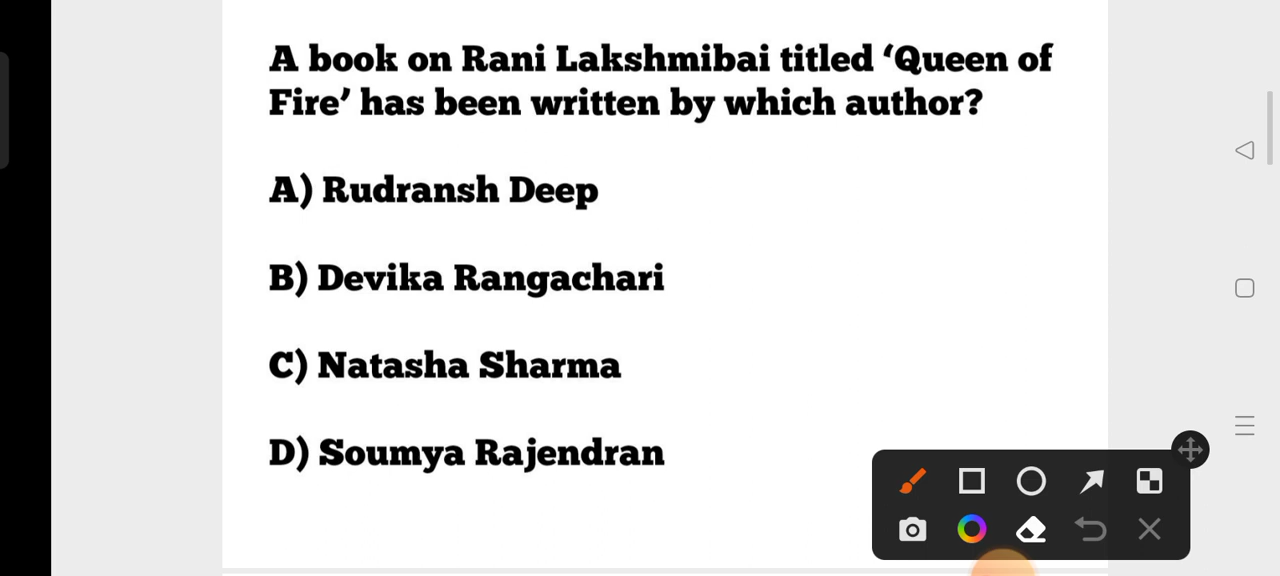 A book on Rani Lakshmibai titled ‘Queen of
Fire’ has been written by which author?
A) Rudransh Deep
B) Devika Rangachari
C) Natasha Sharma
D) Soumya Rajendran